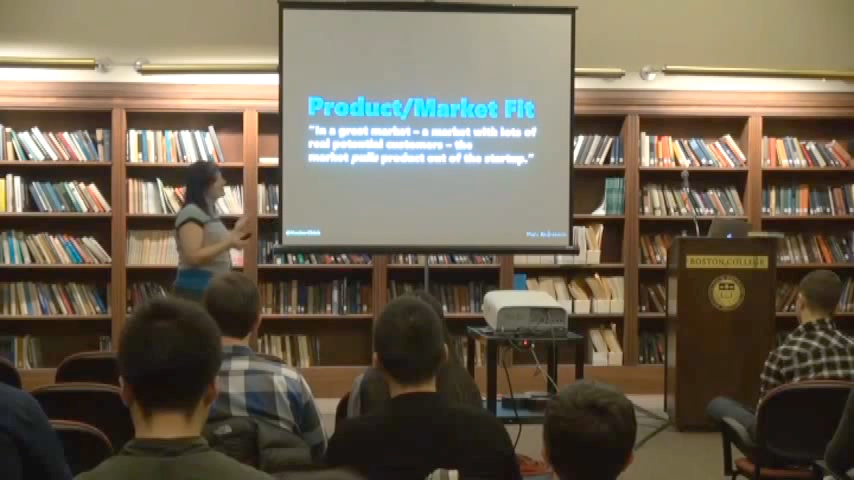 Product/Market Fit
"In a great market – a market with lots of
real potential customers – the
market pulls product out of the startup."
BOSTON COLLEGE